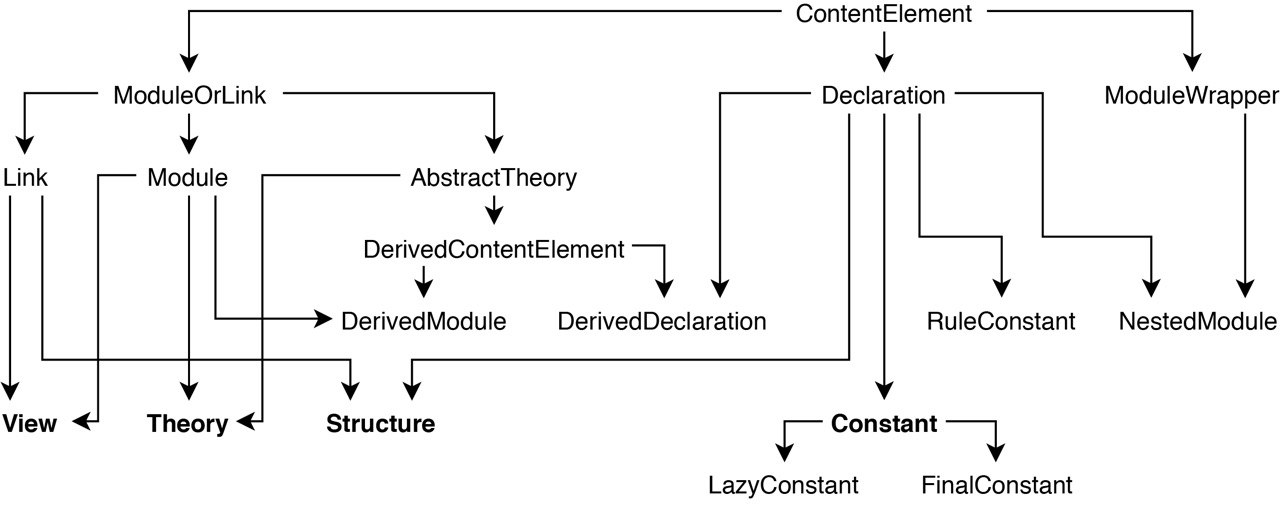 ContentElement
ModuleOrLink Declaration ModuleWrapper
Link Module AbstractTheory
DerivedContentElement
DerivedModule DerivedDeclaration RuleConstant NestedModule
View Theory Structure Constant
LazyConstant FinalConstant